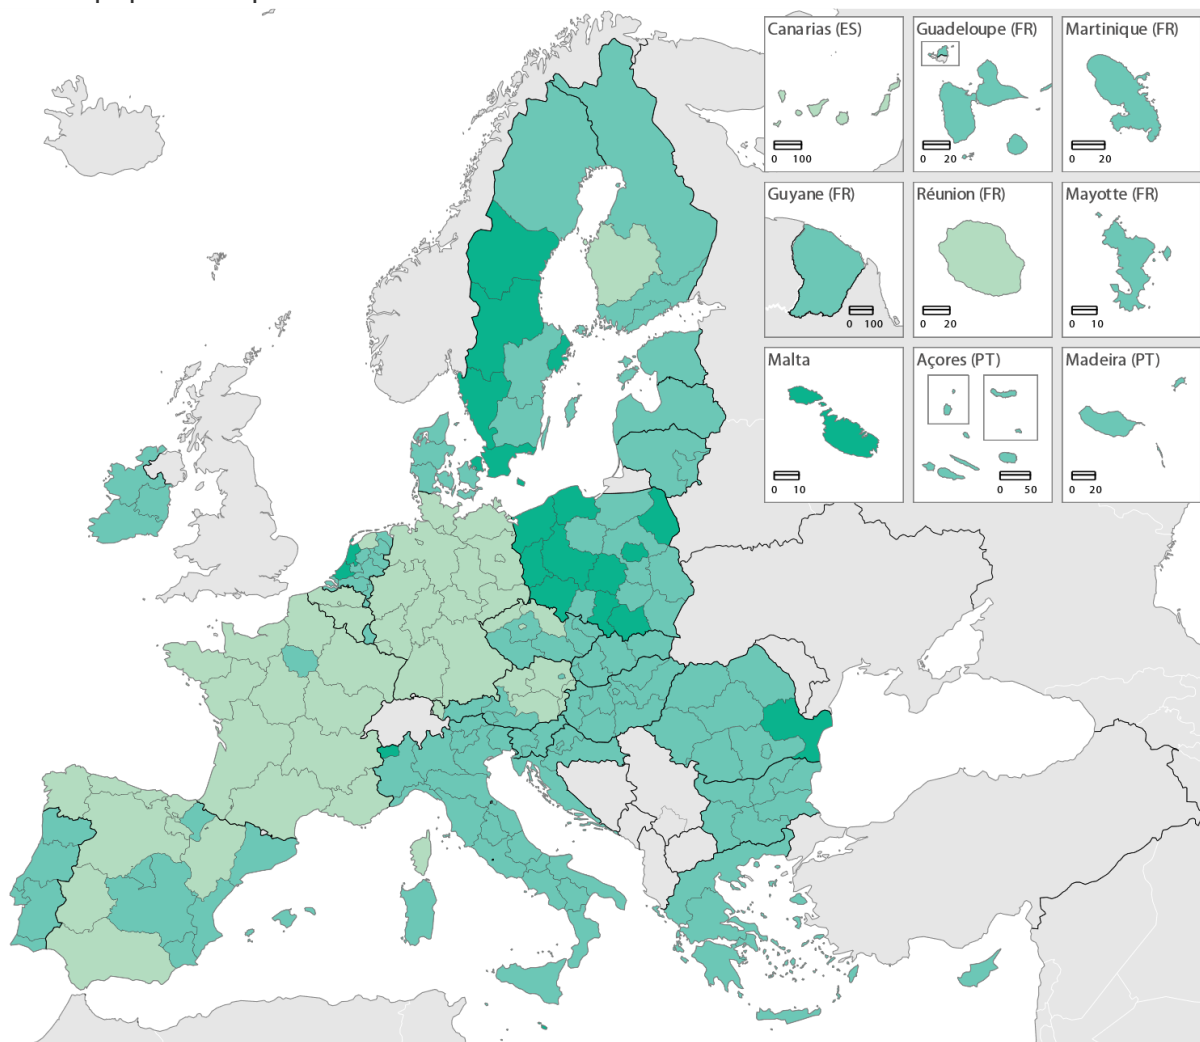 Canarias (ES)
0 100
Guadeloupe (FR)
0 20
Martinique (FR)
0 20
Guyane (FR)
0 100
Réunion (FR)
0 20
Mayotte (FR)
0 10
Malta
0 10
Açores (PT)
0 50
Madeira (PT)
0 20